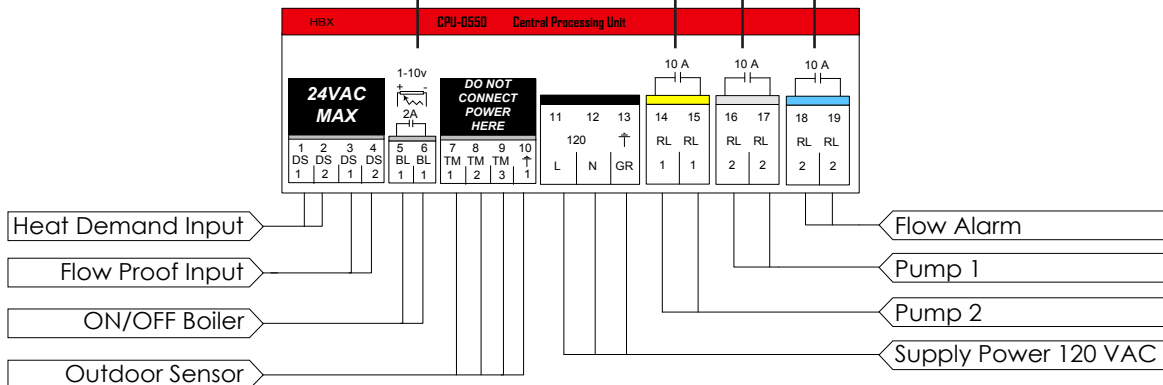 HBX CPU-0550 Central Processing Unit
1-10v
+ -
2A
24VAC
MAX
DO NOT
CONNECT
POWER
HERE
10 A
10 A
10 A
1 2 3 4
DS DS DS DS
1 2 1 2
5 6
BL BL
1 1
7 8 9 10
TM TM TM
1 2 3 1
11 12 13
120
L N GR
14 15
RL RL
1 1
16 17
RL RL
2 2
18 19
RL RL
2 2
Heat Demand Input
Flow Proof Input
ON/OFF Boiler
Outdoor Sensor
Flow Alarm
Pump 1
Pump 2
Supply Power 120 VAC